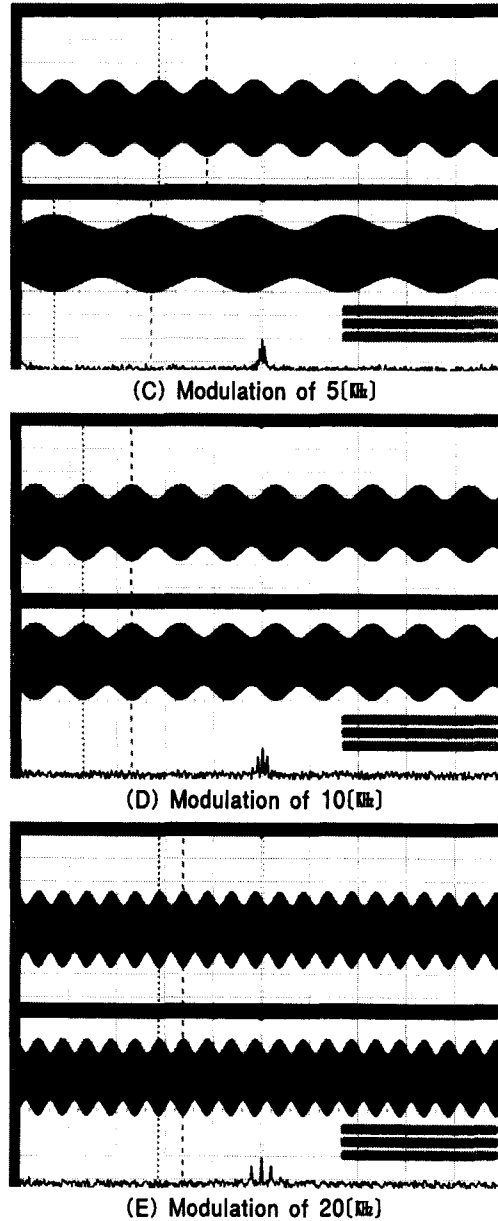 (C) Modulation of 5[㎑]
(D) Modulation of 10[㎑]
(E) Modulation of 20[㎑]